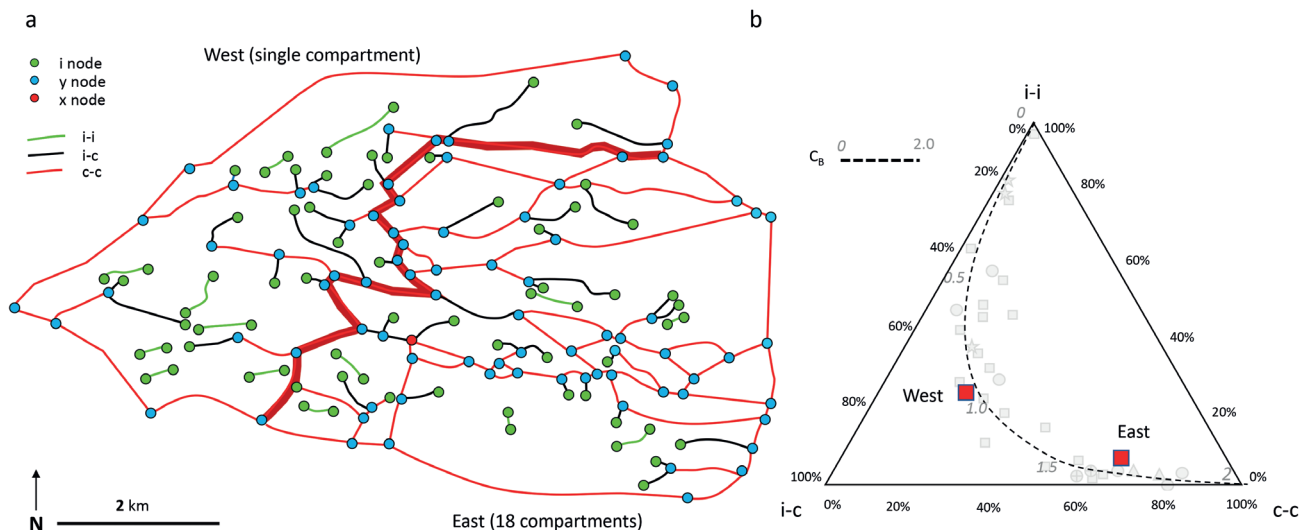 a
West (single compartment)
i node
y node
x node
i-i
i-c
c-c
N
2 km
East (18 compartments)
b
C_B
0
2.0
i-i
0
0%
100%
20%
80%
40%
0.5
60%
60%
40%
West
1.0
80%
20%
East
1.5
2
100%
0%
0%
20%
40%
60%
80%
100%
i-c
c-c